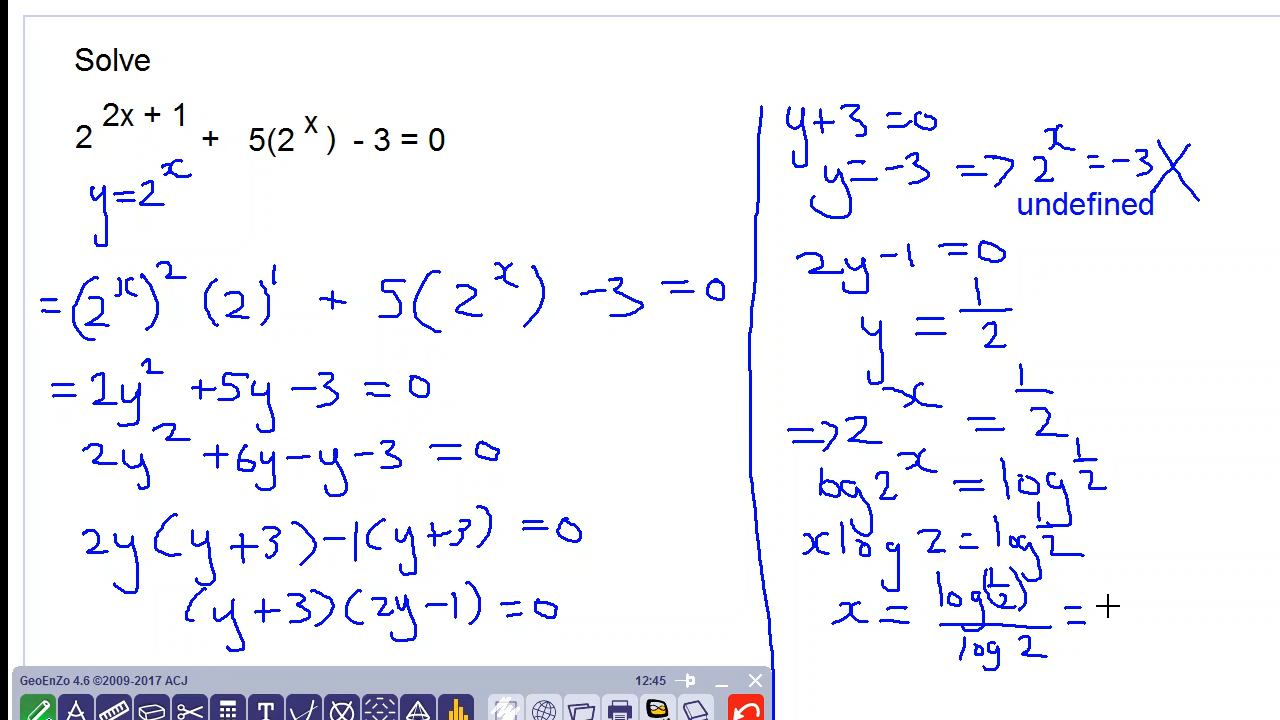 Solve
2^(2x + 1) + 5(2^x) - 3 = 0
y = 2^x
= (2^x)^2 (2)^1 + 5(2^x) - 3 = 0
= 2y^2 + 5y - 3 = 0
2y^2 + 6y - y - 3 = 0
2y(y + 3) - 1(y + 3) = 0
(y + 3)(2y - 1) = 0
y + 3 = 0
y = -3 => 2^x = -3 X
undefined
2y - 1 = 0
y = 1/2
=> 2^x = 1/2
log 2^x = log 1/2
x log 2 = log 1/2
x = log(1/2) / log 2 =
GeoEnZo 4.6 ©2009-2017 ACJ 12:45